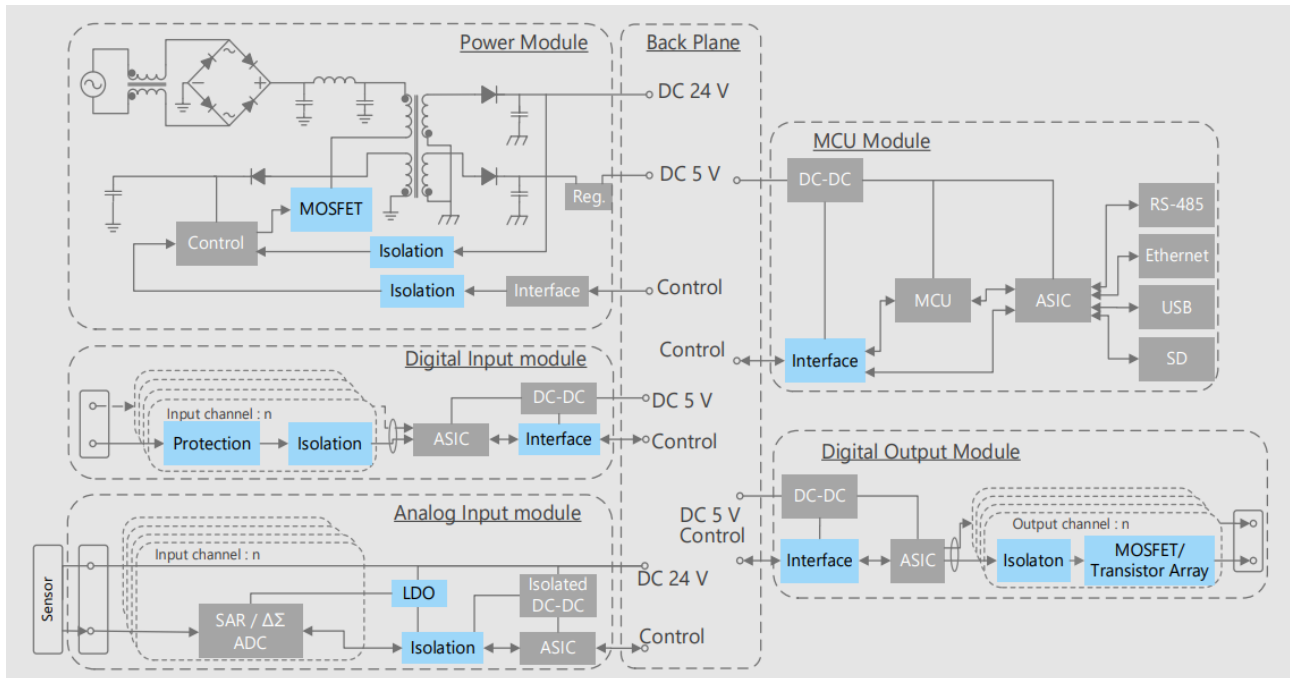 Power Module
MOSFET
Control
Isolation
Isolation
Interface
Reg.
Back Plane
DC 24 V
DC 5 V
Control
Control
DC 5 V
Control
DC 5 V
Control
DC 24 V
Control
MCU Module
DC-DC
MCU
ASIC
Interface
RS-485
Ethernet
USB
SD
Digital Input module
Input channel : n
Protection
Isolation
ASIC
DC-DC
Interface
Digital Output Module
DC-DC
Interface
ASIC
Output channel : n
Isolaton
MOSFET/
Transistor Array
Analog Input module
Sensor
Input channel : n
SAR / ΔΣ
ADC
LDO
Isolation
Isolated
DC-DC
ASIC